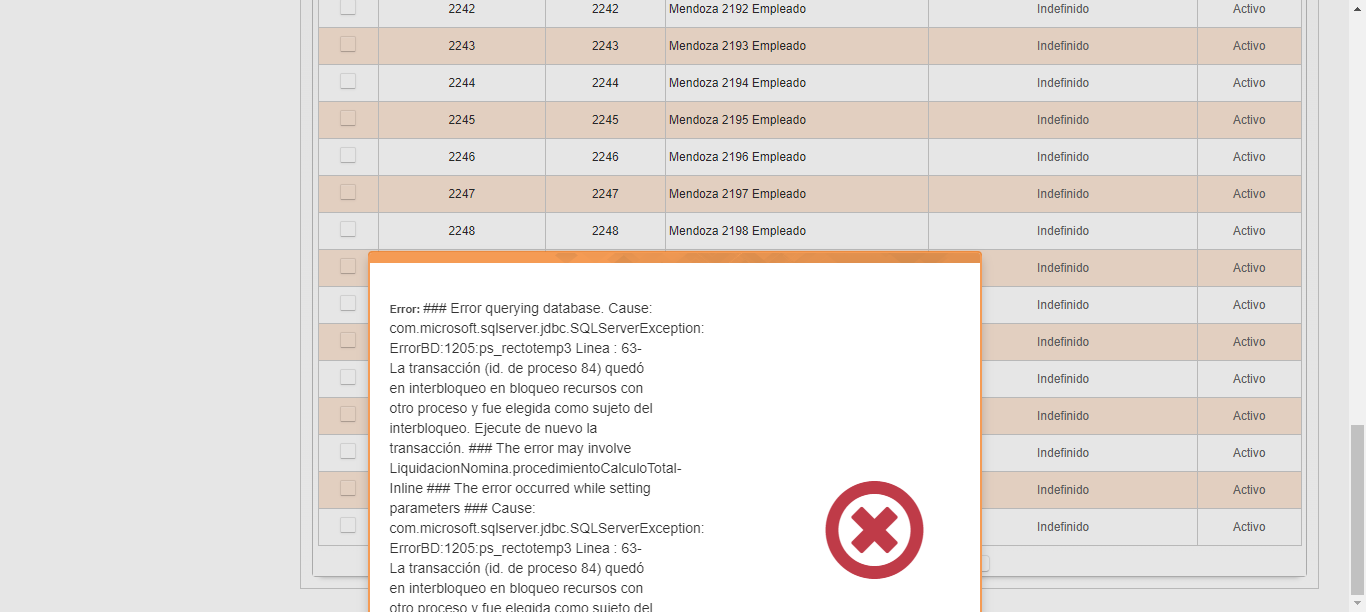 2242 2242 Mendoza 2192 Empleado Indefinido Activo
2243 2243 Mendoza 2193 Empleado Indefinido Activo
2244 2244 Mendoza 2194 Empleado Indefinido Activo
2245 2245 Mendoza 2195 Empleado Indefinido Activo
2246 2246 Mendoza 2196 Empleado Indefinido Activo
2247 2247 Mendoza 2197 Empleado Indefinido Activo
2248 2248 Mendoza 2198 Empleado Indefinido Activo
Indefinido Activo
Indefinido Activo
Indefinido Activo
Indefinido Activo
Indefinido Activo
Indefinido Activo
Indefinido Activo
Indefinido Activo
Error: ### Error querying database. Cause:
com.microsoft.sqlserver.jdbc.SQLServerException:
ErrorBD:1205:ps_rectotemp3 Linea : 63-
La transacción (id. de proceso 84) quedó
en interbloqueo en bloqueo recursos con
otro proceso y fue elegida como sujeto del
interbloqueo. Ejecute de nuevo la
transacción. ### The error may involve
LiquidacionNomina.procedimientoCalculoTotal-
Inline ### The error occurred while setting
parameters ### Cause:
com.microsoft.sqlserver.jdbc.SQLServerException:
ErrorBD:1205:ps_rectotemp3 Linea : 63-
La transacción (id. de proceso 84) quedó
en interbloqueo en bloqueo recursos con
otro proceso y fue elegida como sujeto del